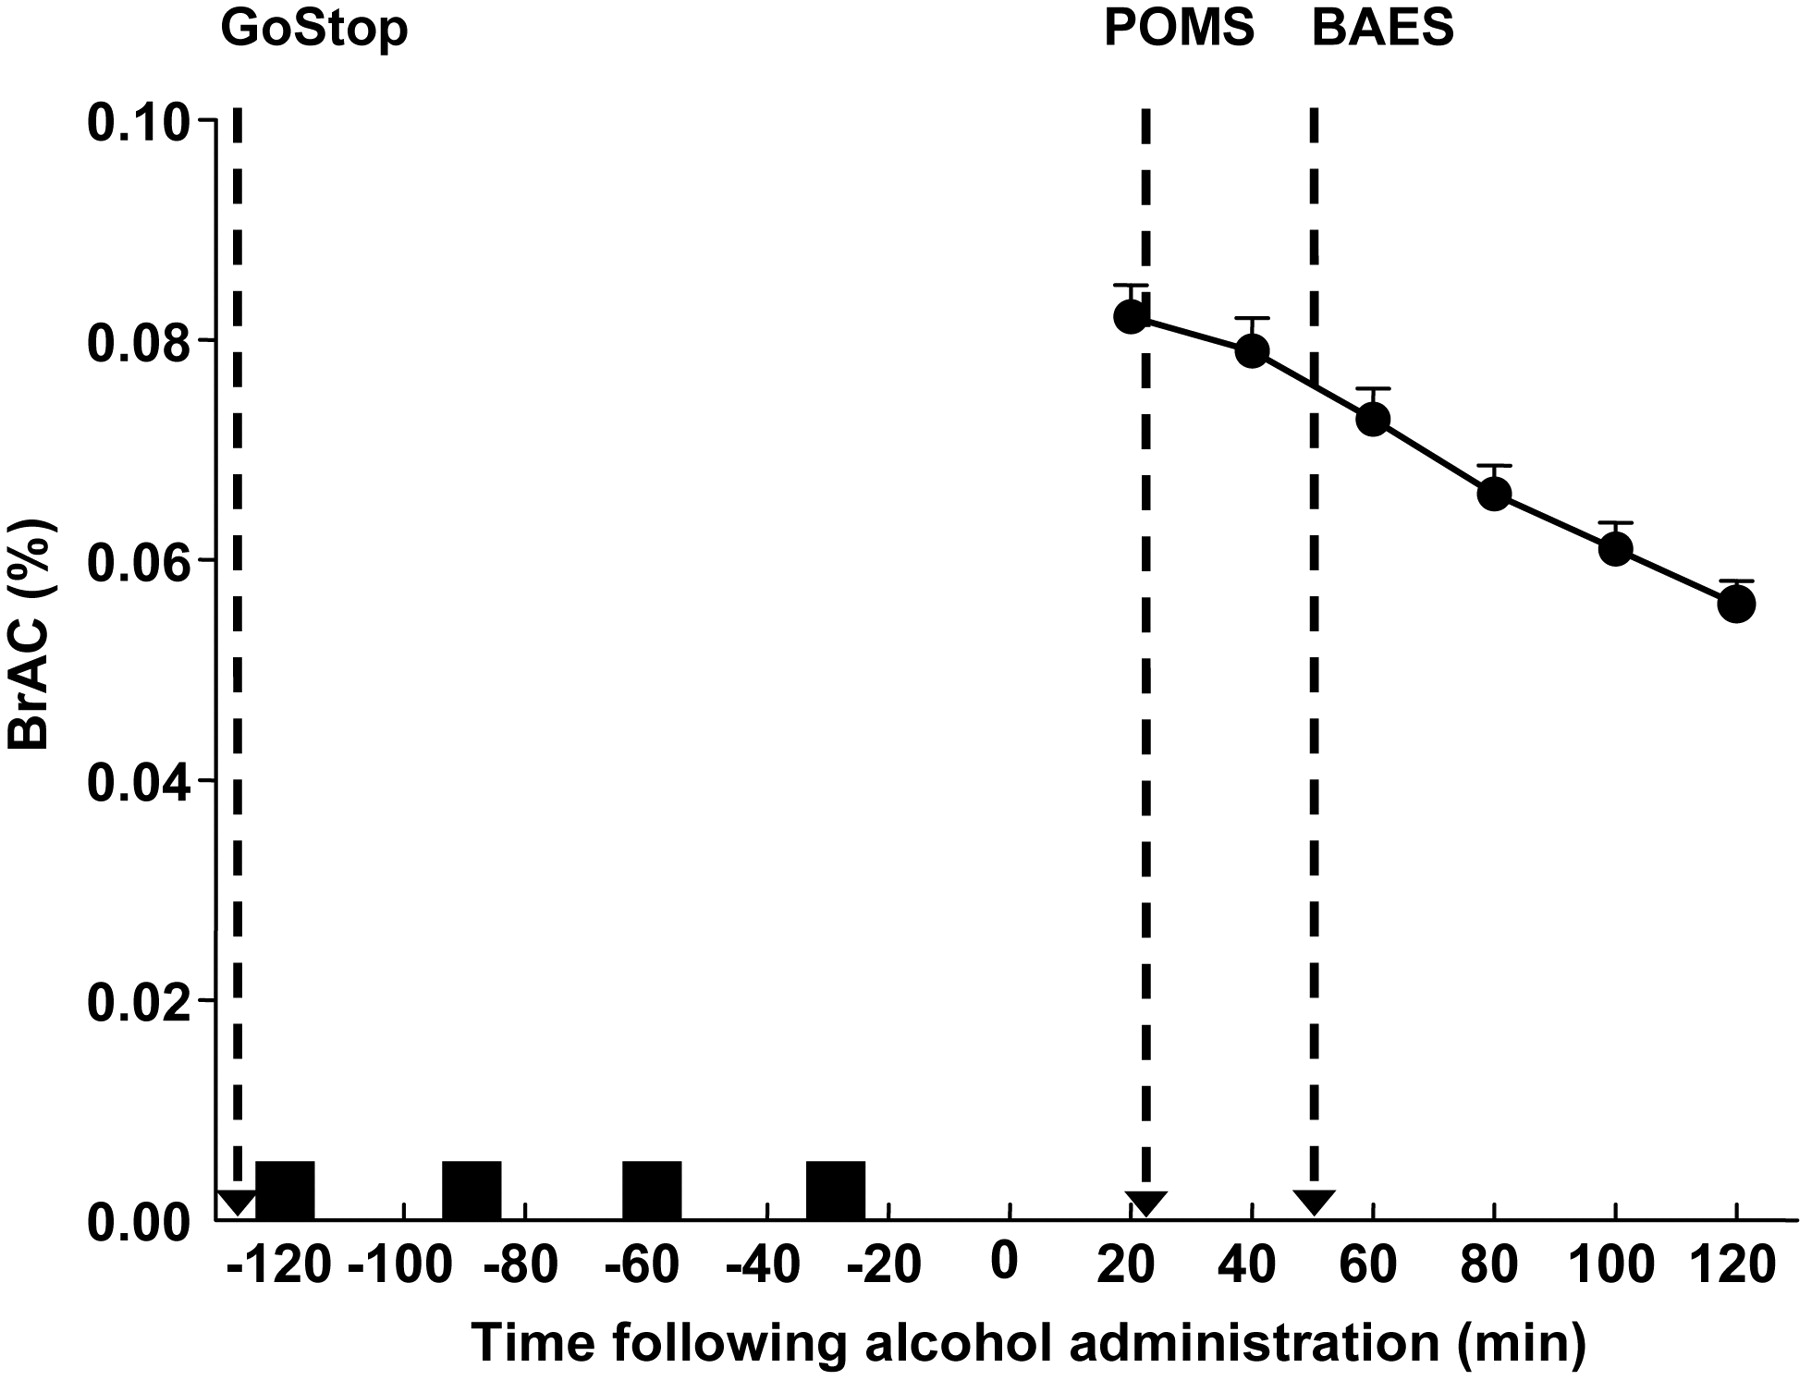 GoStop POMS BAES
0.10
0.08
0.06
0.04
0.02
0.00
BrAC (%)
-120 -100 -80 -60 -40 -20 0 20 40 60 80 100 120
Time following alcohol administration (min)